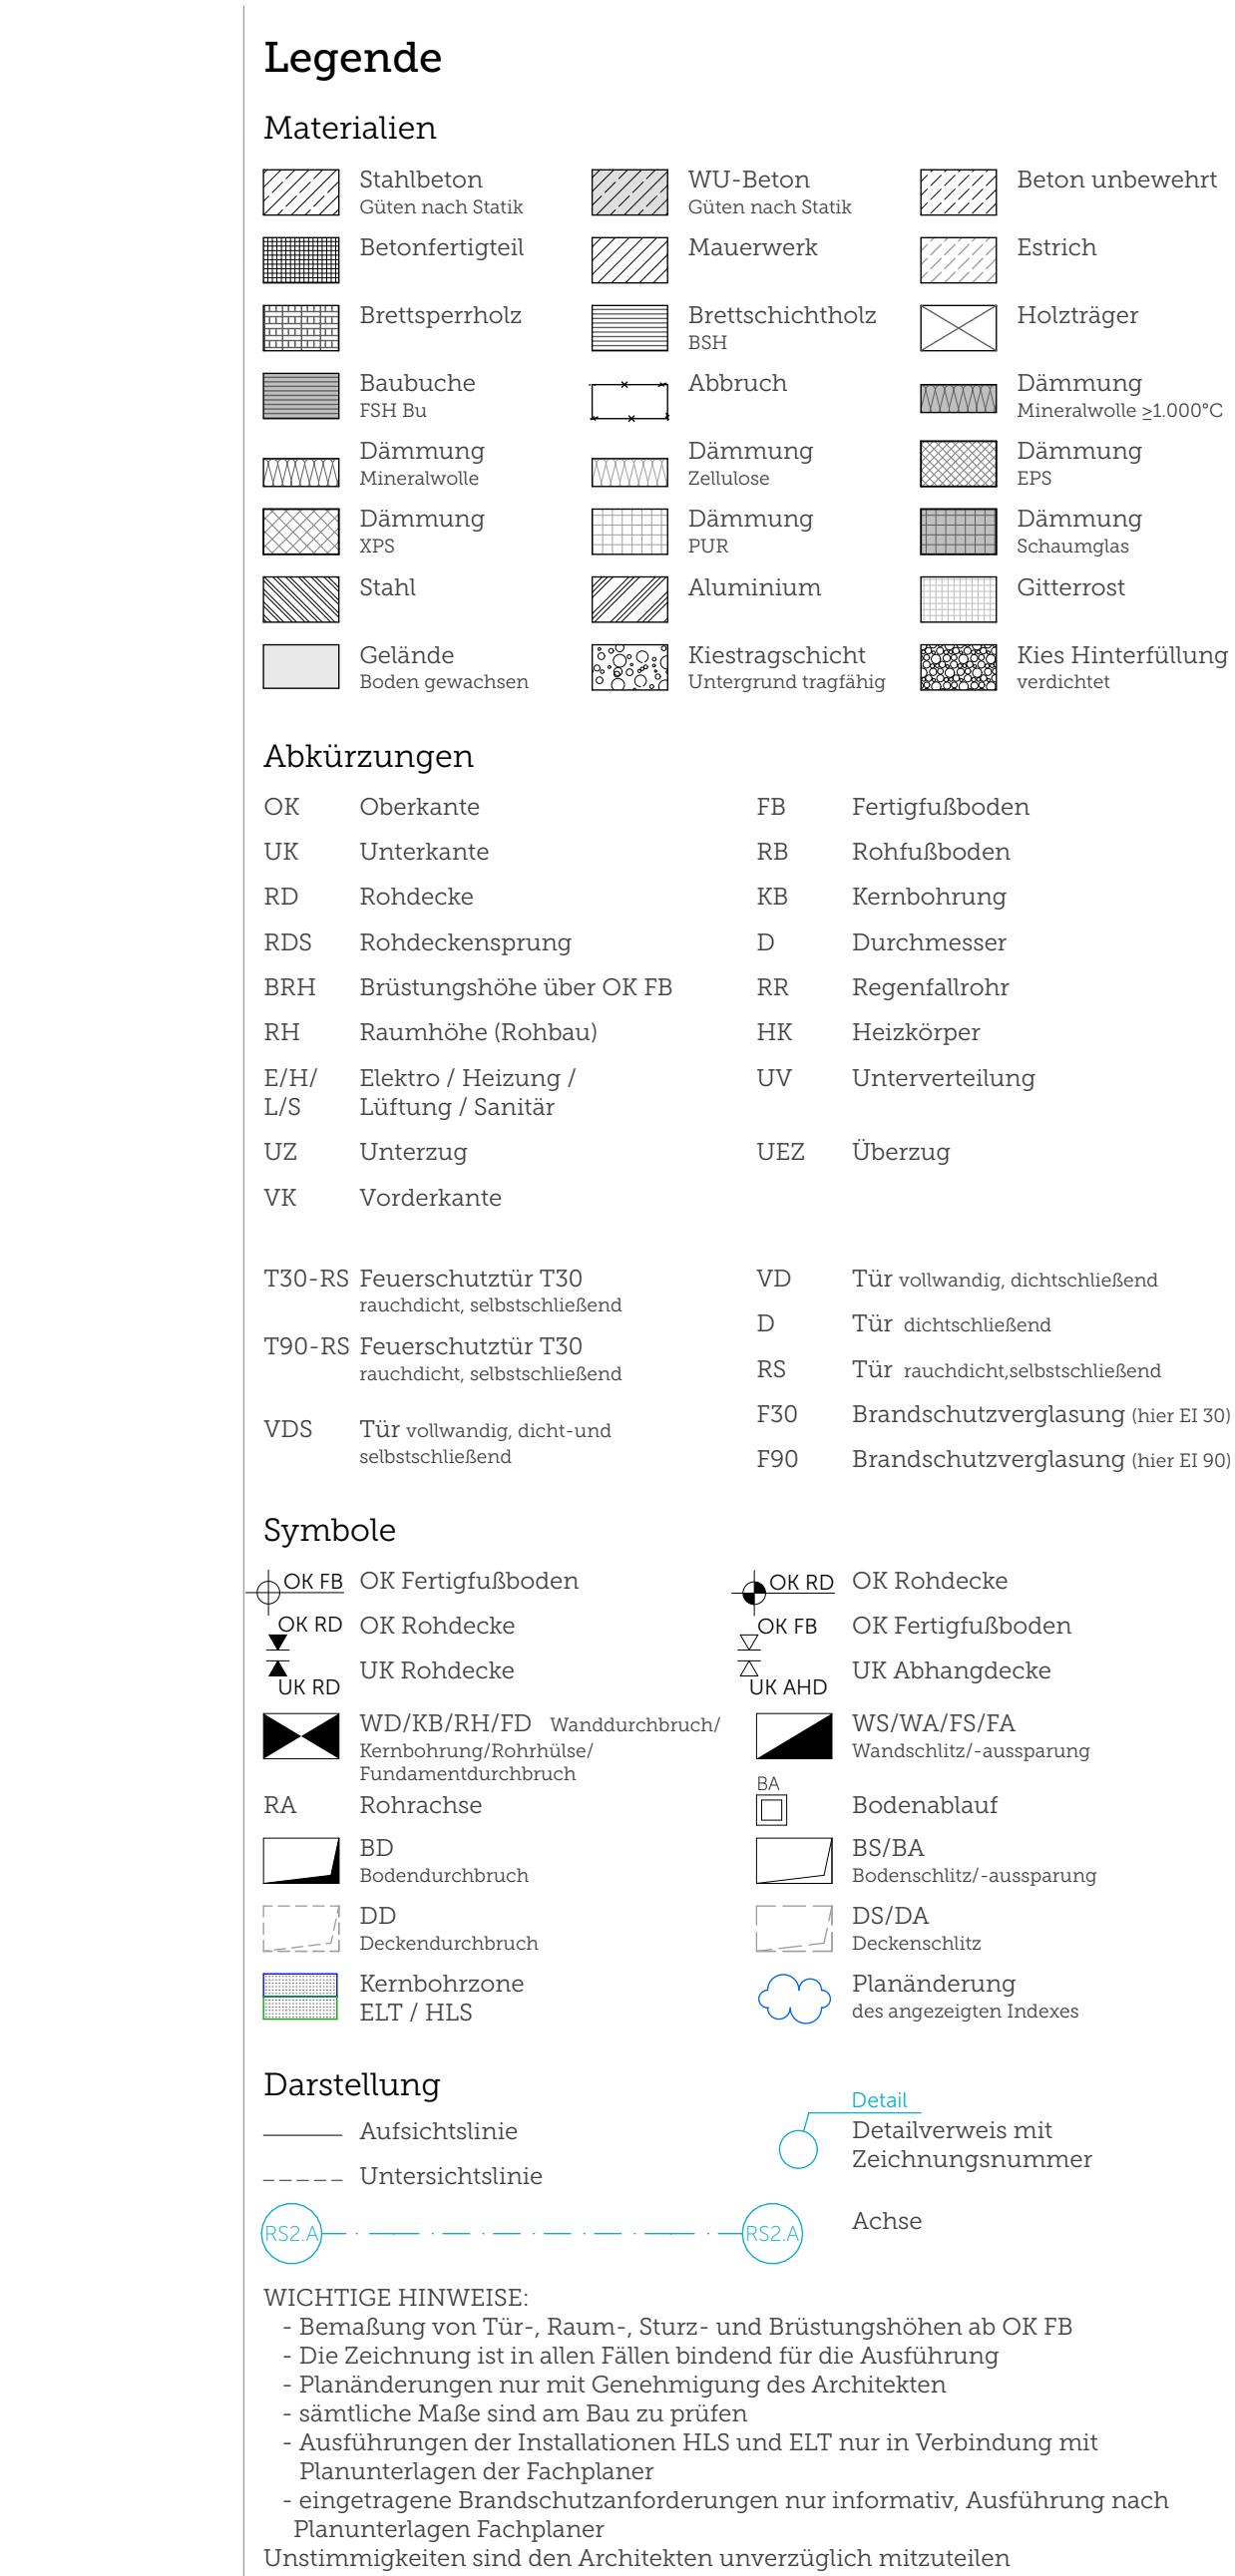 Legende
Materialien
Stahlbeton
Güten nach Statik
WU-Beton
Güten nach Statik
Beton unbewehrt
Betonfertigteil
Mauerwerk
Estrich
Brettsperrholz
Brettschichtholz
BSH
Holzträger
Baubuche
FSH Bu
Abbruch
Dämmung
Mineralwolle ≥1.000°C
Dämmung
Mineralwolle
Dämmung
Zellulose
Dämmung
EPS
Dämmung
XPS
Dämmung
PUR
Dämmung
Schaumglas
Stahl
Aluminium
Gitterrost
Gelände
Boden gewachsen
Kiestragschicht
Untergrund tragfähig
Kies Hinterfüllung
verdichtet
Abkürzungen
OK Oberkante
FB Fertigfußboden
UK Unterkante
RB Rohfußboden
RD Rohdecke
KB Kernbohrung
RDS Rohdeckensprung
D Durchmesser
BRH Brüstungshöhe über OK FB
RR Regenfallrohr
RH Raumhöhe (Rohbau)
HK Heizkörper
E/H/ Elektro / Heizung /
L/S Lüftung / Sanitär
UV Unterverteilung
UZ Unterzug
UEZ Überzug
VK Vorderkante
T30-RS Feuerschutztür T30
rauchdicht, selbstschließend
T90-RS Feuerschutztür T30
rauchdicht, selbstschließend
VDS Tür vollwandig, dicht-und
selbstschließend
VD Tür vollwandig, dichtschließend
D Tür dichtschließend
RS Tür rauchdicht,selbstschließend
F30 Brandschutzverglasung (hier EI 30)
F90 Brandschutzverglasung (hier EI 90)
Symbole
OK FB OK Fertigfußboden
OK RD OK Rohdecke
OK RD OK Rohdecke
OK FB OK Fertigfußboden
UK Rohdecke
UK RD
UK Abhangdecke
UK AHD
WD/KB/RH/FD Wanddurchbruch/
Kernbohrung/Rohrhülse/
Fundamentdurchbruch
WS/WA/FS/FA
Wandschlitz/-aussparung
RA Rohrachse
BA
Bodenablauf
BD
Bodendurchbruch
BS/BA
Bodenschlitz/-aussparung
DD
Deckendurchbruch
DS/DA
Deckenschlitz
Kernbohrzone
ELT / HLS
Planänderung
des angezeigten Indexes
Darstellung
Aufsichtslinie
Untersichtslinie
Detail
Detailverweis mit
Zeichnungsnummer
RS2.A RS2.A Achse
WICHTIGE HINWEISE:
- Bemaßung von Tür-, Raum-, Sturz- und Brüstungshöhen ab OK FB
- Die Zeichnung ist in allen Fällen bindend für die Ausführung
- Planänderungen nur mit Genehmigung des Architekten
- sämtliche Maße sind am Bau zu prüfen
- Ausführungen der Installationen HLS und ELT nur in Verbindung mit
Planunterlagen der Fachplaner
- eingetragene Brandschutzanforderungen nur informativ, Ausführung nach
Planunterlagen Fachplaner
Unstimmigkeiten sind den Architekten unverzüglich mitzuteilen